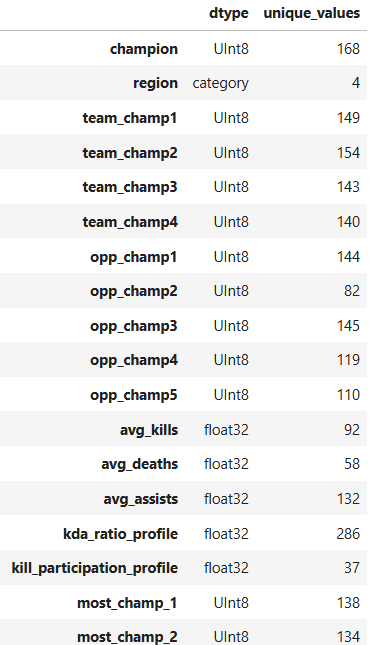 dtype unique_values
champion UInt8 168
region category 4
team_champ1 UInt8 149
team_champ2 UInt8 154
team_champ3 UInt8 143
team_champ4 UInt8 140
opp_champ1 UInt8 144
opp_champ2 UInt8 82
opp_champ3 UInt8 145
opp_champ4 UInt8 119
opp_champ5 UInt8 110
avg_kills float32 92
avg_deaths float32 58
avg_assists float32 132
kda_ratio_profile float32 286
kill_participation_profile float32 37
most_champ_1 UInt8 138
most_champ_2 UInt8 134